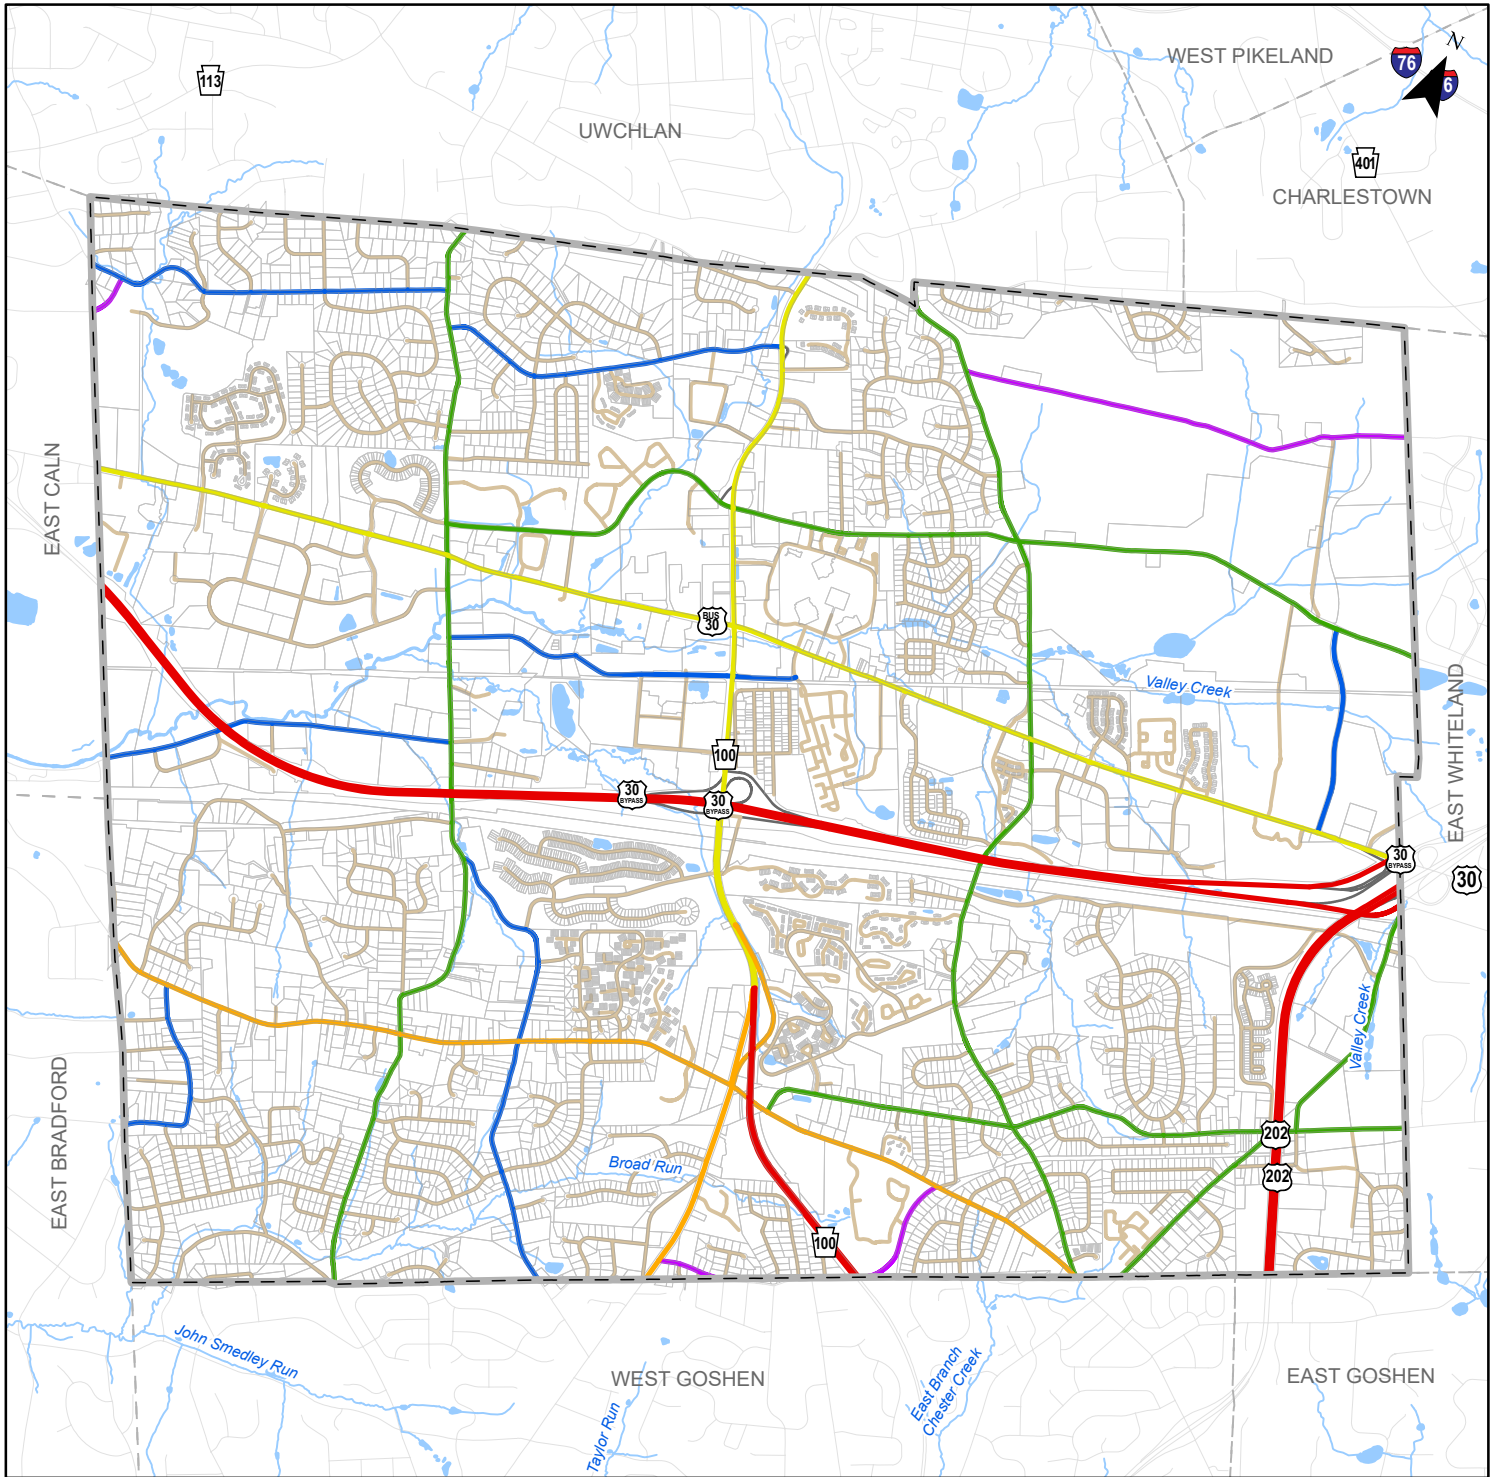 WEST PIKELAND
N
76
6
113
UWCHLAN
401
CHARLESTOWN
EAST CALN
BUS
30
Valley Creek
EAST WHITELAND
100
30
BYPASS
30
BYPASS
30
BYPASS
30
Valley Creek
EAST BRADFORD
202
202
Broad Run
100
John Smedley Run
WEST GOSHEN
East Branch
Chester Creek
EAST GOSHEN
Taylor Run